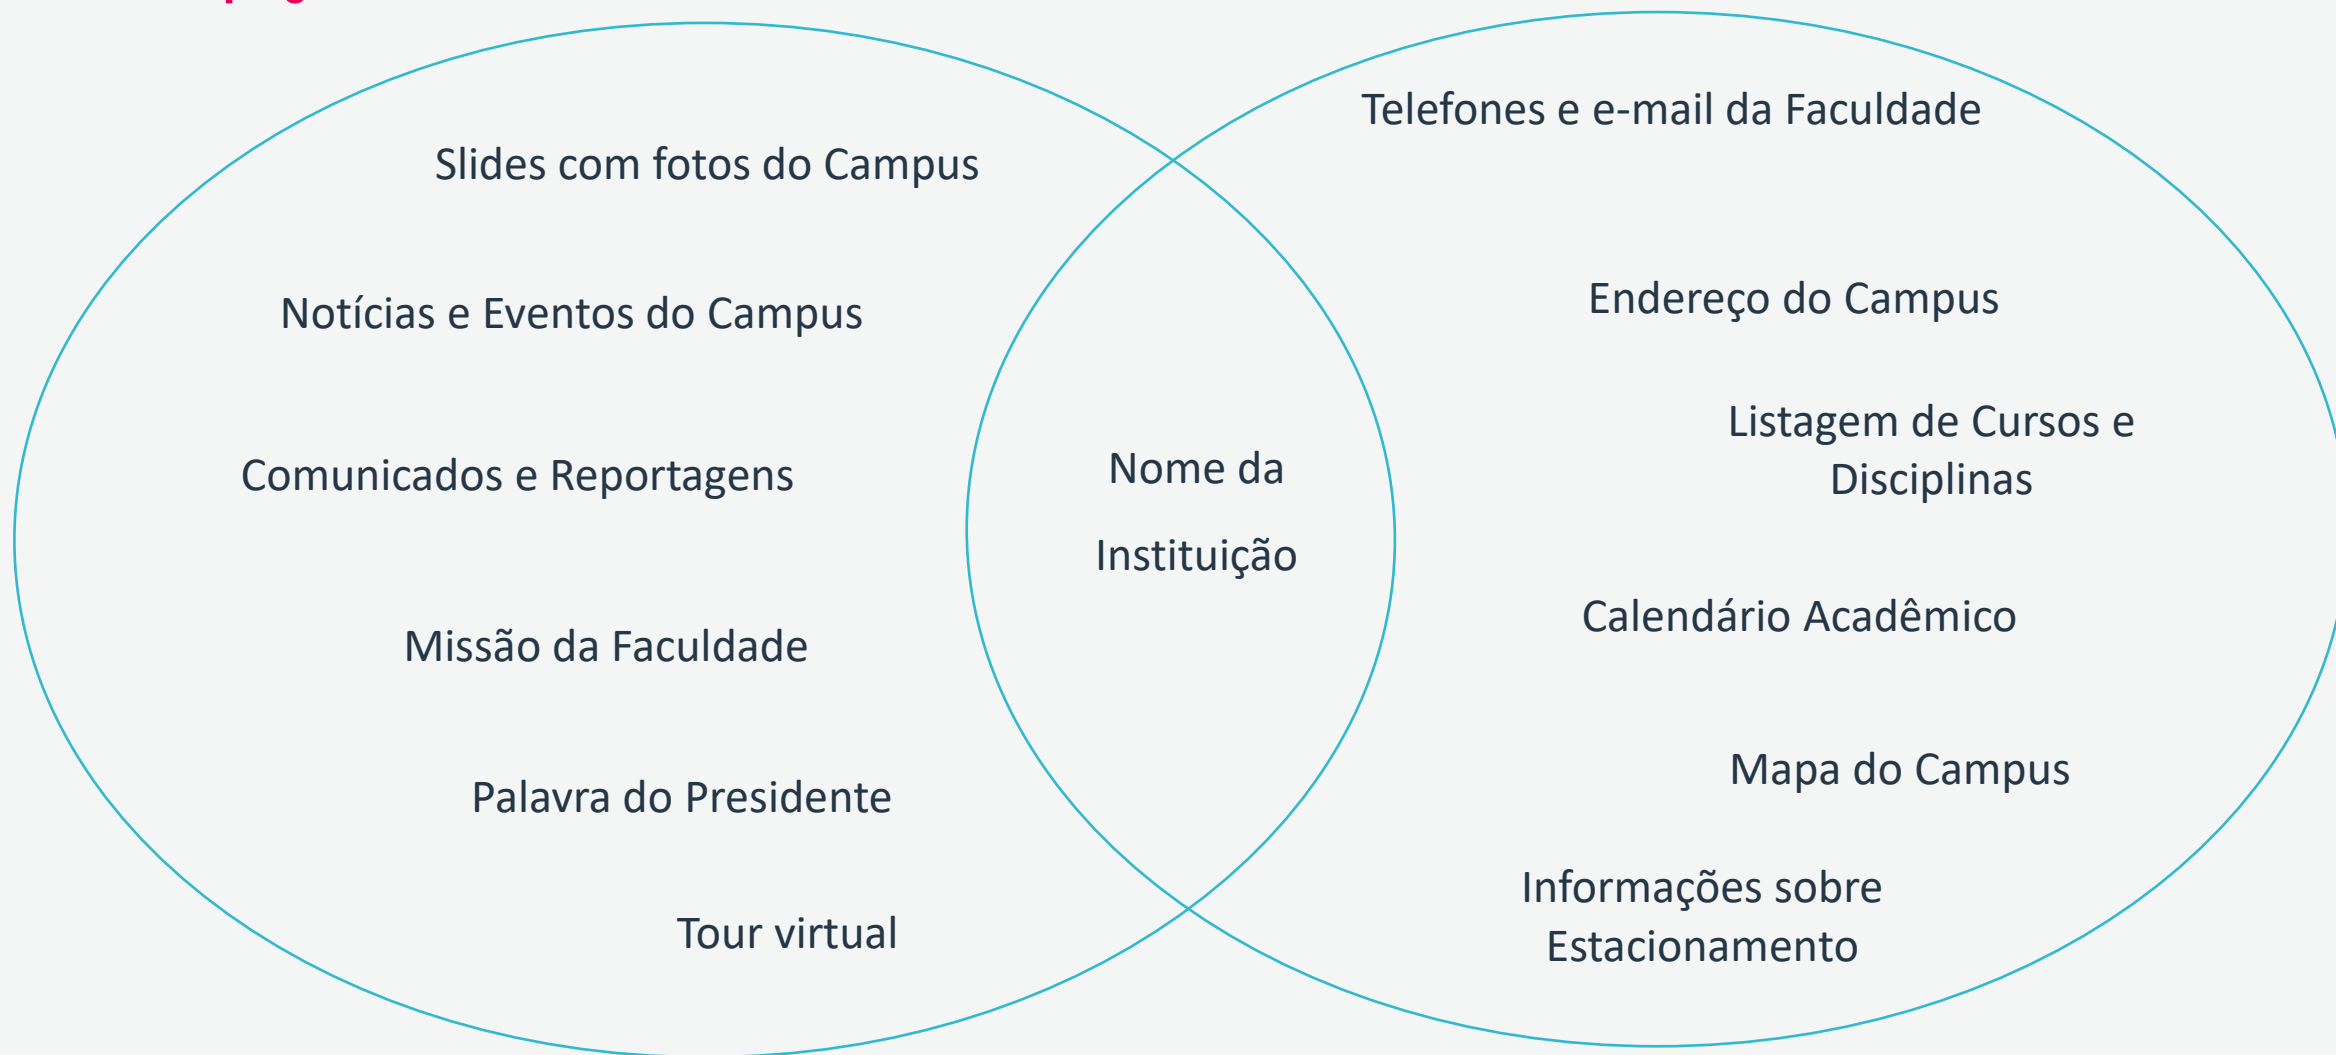 Slides com fotos do Campus
Notícias e Eventos do Campus
Comunicados e Reportagens
Missão da Faculdade
Palavra do Presidente
Tour virtual
Nome da
Instituição
Telefones e e-mail da Faculdade
Endereço do Campus
Listagem de Cursos e
Disciplinas
Calendário Acadêmico
Mapa do Campus
Informações sobre
Estacionamento